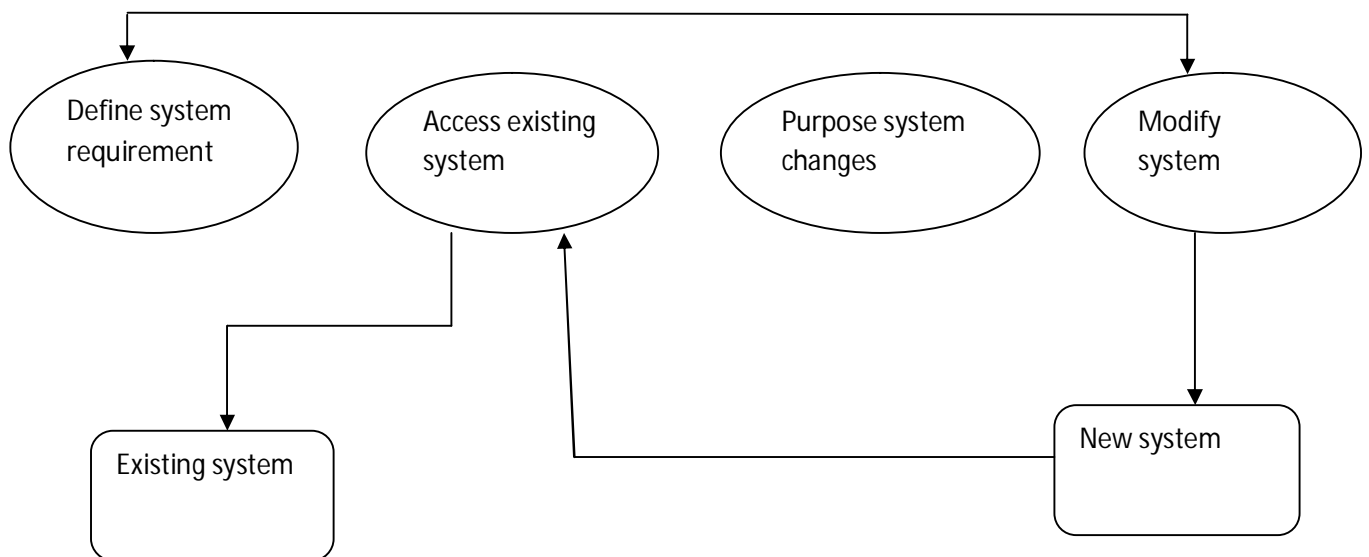 Define system
requirement
Access existing
system
Purpose system
changes
Modify
system
Existing system
New system